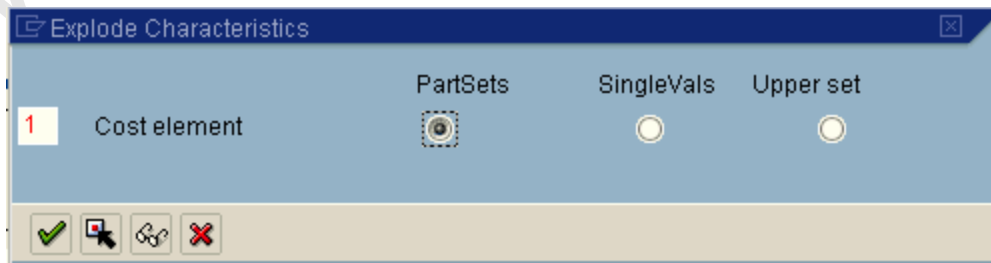 Explode Characteristics
PartSets SingleVals Upper set
1 Cost element